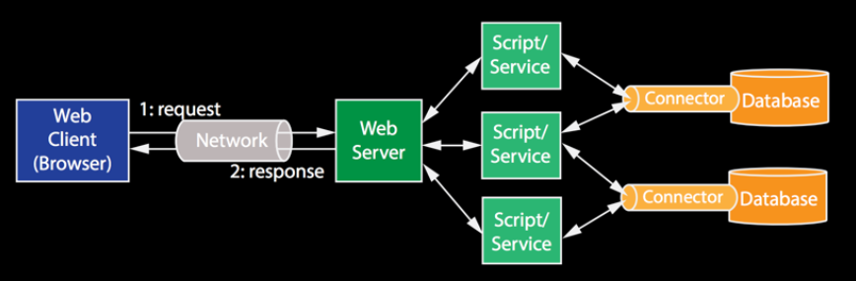 Web
Client
(Browser)
1: request
Network
2: response
Web
Server
Script/
Service
Script/
Service
Script/
Service
Connector
Database
Connector
Database